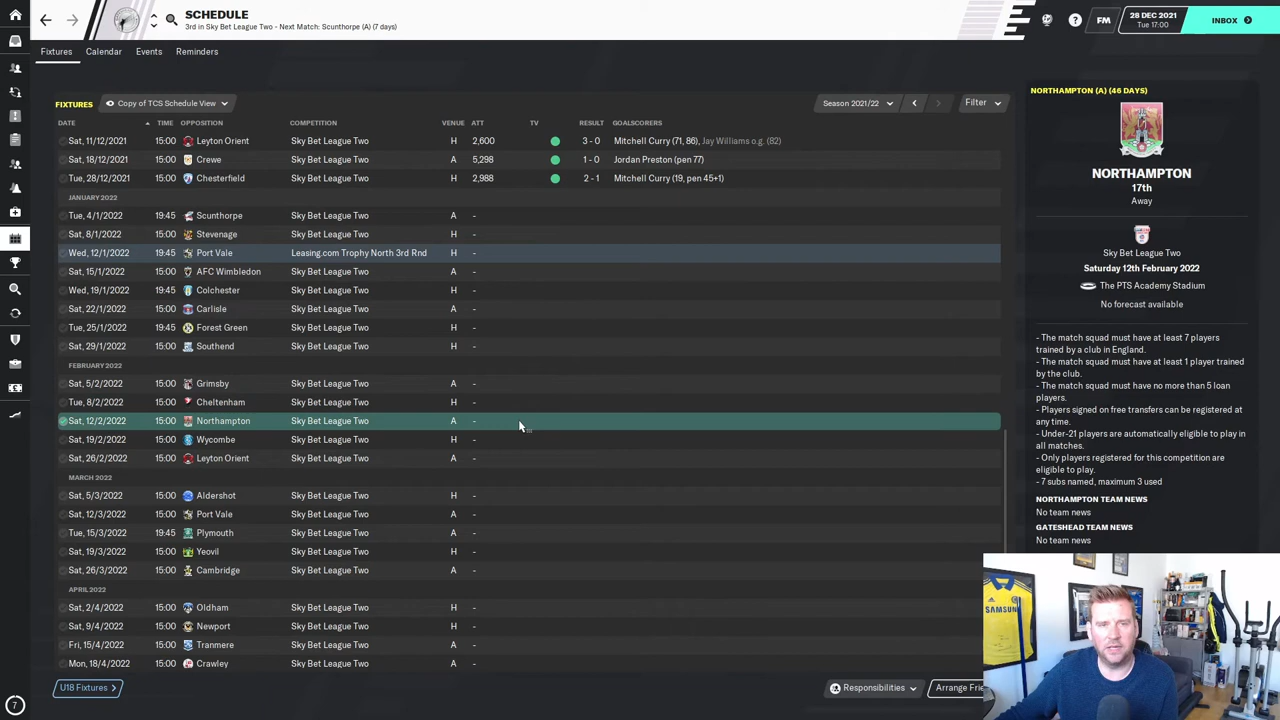 SCHEDULE
3rd in Sky Bet League Two - Next Match: Scunthorpe (A) (7 days)
FM
28 DEC 2021
Tue 17:00
INBOX
Fixtures Calendar Events Reminders
FIXTURES Copy of TCS Schedule View Season 2021/22 Filter
DATE TIME OPPOSITION COMPETITION VENUE ATT TV RESULT GOALSCORERS
Sat, 11/12/2021 15:00 Leyton Orient Sky Bet League Two H 2,600 3 - 0 Mitchell Curry (71, 86), Jay Williams o.g. (82)
Sat, 18/12/2021 15:00 Crewe Sky Bet League Two A 5,298 1 - 0 Jordan Preston (pen 77)
Tue, 28/12/2021 15:00 Chesterfield Sky Bet League Two H 2,988 2 - 1 Mitchell Curry (19, pen 45+1)
JANUARY 2022
Tue, 4/1/2022 19:45 Scunthorpe Sky Bet League Two A -
Sat, 8/1/2022 15:00 Stevenage Sky Bet League Two H -
Wed, 12/1/2022 19:45 Port Vale Leasing.com Trophy North 3rd Rnd H -
Sat, 15/1/2022 15:00 AFC Wimbledon Sky Bet League Two A -
Wed, 19/1/2022 19:45 Colchester Sky Bet League Two H -
Sat, 22/1/2022 15:00 Carlisle Sky Bet League Two A -
Tue, 25/1/2022 19:45 Forest Green Sky Bet League Two H -
Sat, 29/1/2022 15:00 Southend Sky Bet League Two H -
FEBRUARY 2022
Sat, 5/2/2022 15:00 Grimsby Sky Bet League Two A -
Tue, 8/2/2022 15:00 Cheltenham Sky Bet League Two H -
Sat, 12/2/2022 15:00 Northampton Sky Bet League Two A -
Sat, 19/2/2022 15:00 Wycombe Sky Bet League Two H -
Sat, 26/2/2022 15:00 Leyton Orient Sky Bet League Two A -
MARCH 2022
Sat, 5/3/2022 15:00 Aldershot Sky Bet League Two H -
Sat, 12/3/2022 15:00 Port Vale Sky Bet League Two A -
Tue, 15/3/2022 19:45 Plymouth Sky Bet League Two A -
Sat, 19/3/2022 15:00 Yeovil Sky Bet League Two H -
Sat, 26/3/2022 15:00 Cambridge Sky Bet League Two A -
APRIL 2022
Sat, 2/4/2022 15:00 Oldham Sky Bet League Two H -
Sat, 9/4/2022 15:00 Newport Sky Bet League Two H -
Fri, 15/4/2022 15:00 Tranmere Sky Bet League Two A -
Mon, 18/4/2022 15:00 Crawley Sky Bet League Two A -
U18 Fixtures
Responsibilities
Arrange Frie
7
NORTHAMPTON (A) (46 DAYS)
NORTHAMPTON
17th
Away
Sky Bet League Two
Saturday 12th February 2022
The PTS Academy Stadium
No forecast available
- The match squad must have at least 7 players
trained by a club in England.
- The match squad must have at least 1 player trained
by the club.
- The match squad must have no more than 5 loan
players.
- Players signed on free transfers can be registered at
any time.
- Under-21 players are automatically eligible to play in
all matches.
- Only players registered for this competition are
eligible to play.
- 7 subs named, maximum 3 used
NORTHAMPTON TEAM NEWS
No team news
GATESHEAD TEAM NEWS
No team news
SAMSUNG